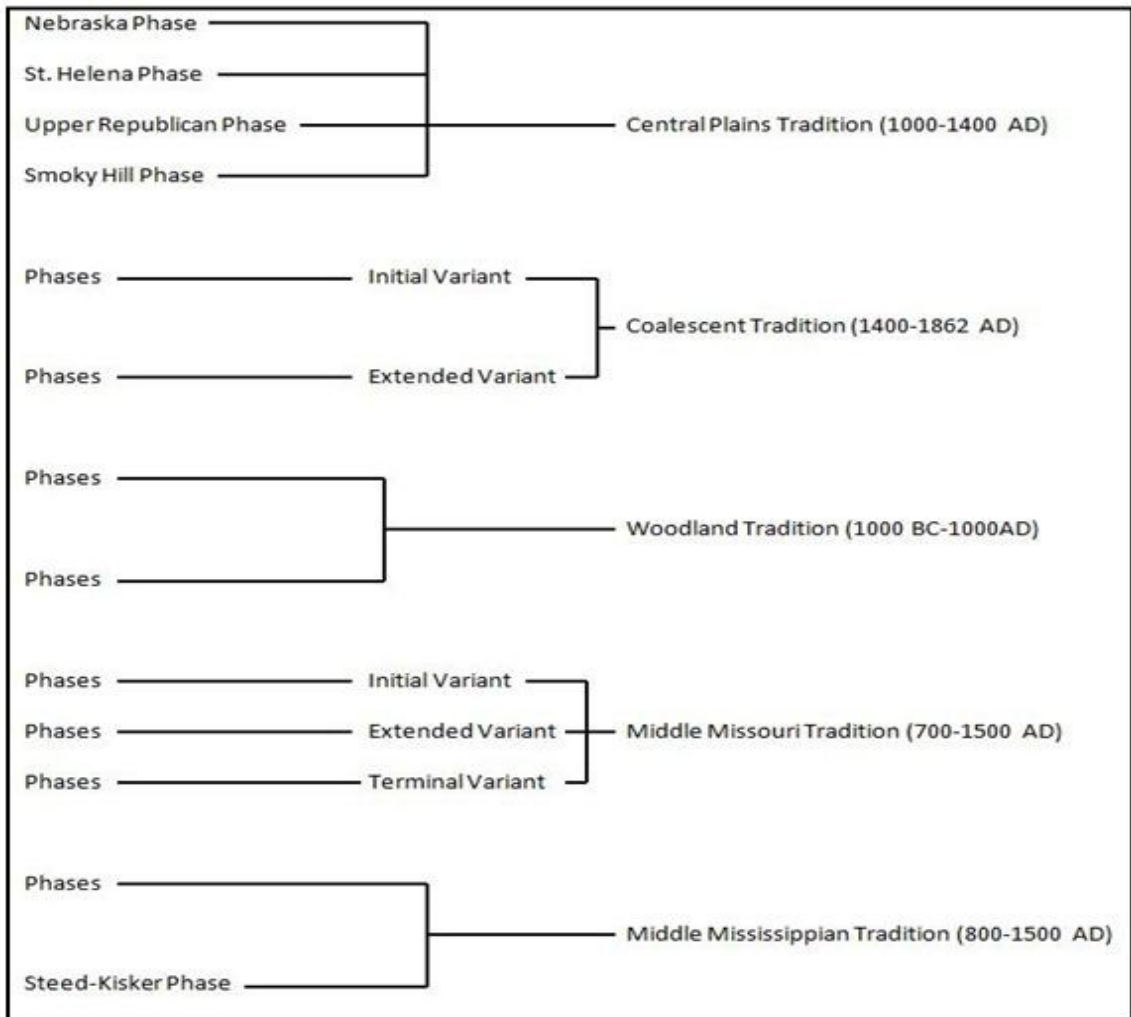 Nebraska Phase
St. Helena Phase
Upper Republican Phase Central Plains Tradition (1000-1400 AD)
Smoky Hill Phase
Phases Initial Variant
Coalescent Tradition (1400-1862 AD)
Phases Extended Variant
Phases
Woodland Tradition (1000 BC-1000AD)
Phases
Phases Initial Variant
Phases Extended Variant Middle Missouri Tradition (700-1500 AD)
Phases Terminal Variant
Phases
Middle Mississippian Tradition (800-1500 AD)
Steed-Kisker Phase